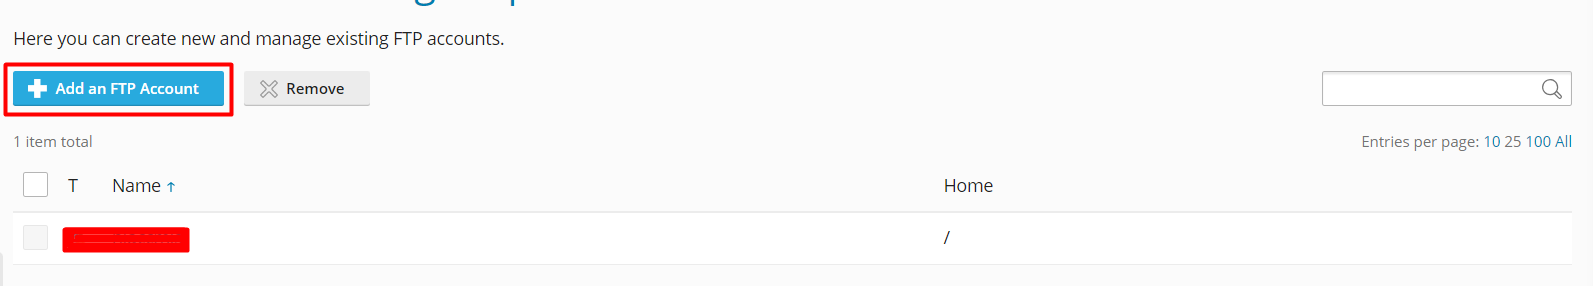 Here you can create new and manage existing FTP accounts.
Add an FTP Account Remove
1 item total Entries per page: 10 25 100 All
T Name ↑ Home
/